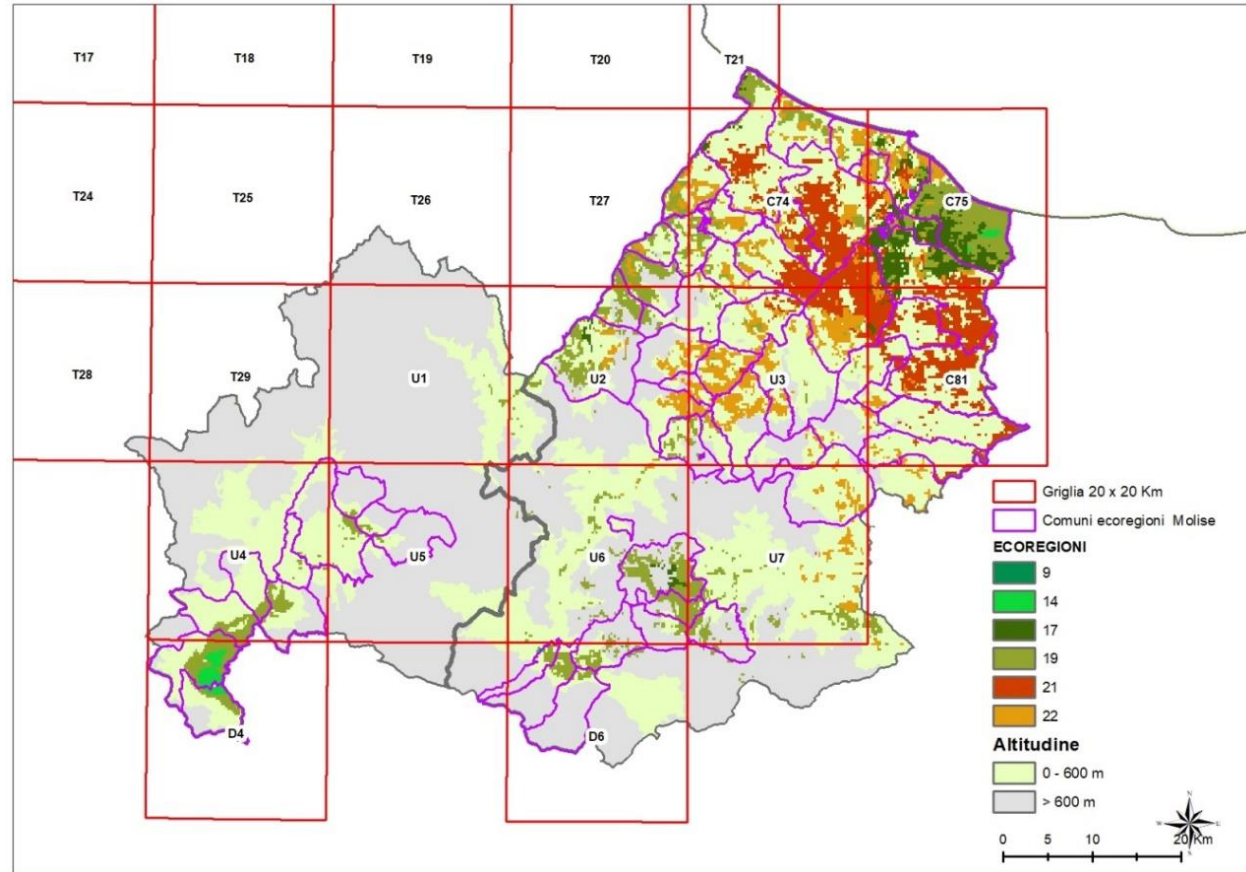 T17
T18
T19
T20
T21
T24
T25
T26
T27
C74
C75
T28
T29
U1
U2
U3
C81
U4
U5
U6
U7
D4
D6
Griglia 20 x 20 Km
Comuni ecoregioni Molise
ECOREGIONI
9
14
17
19
21
22
Altitudine
0 - 600 m
> 600 m
0 5 10 20 Km